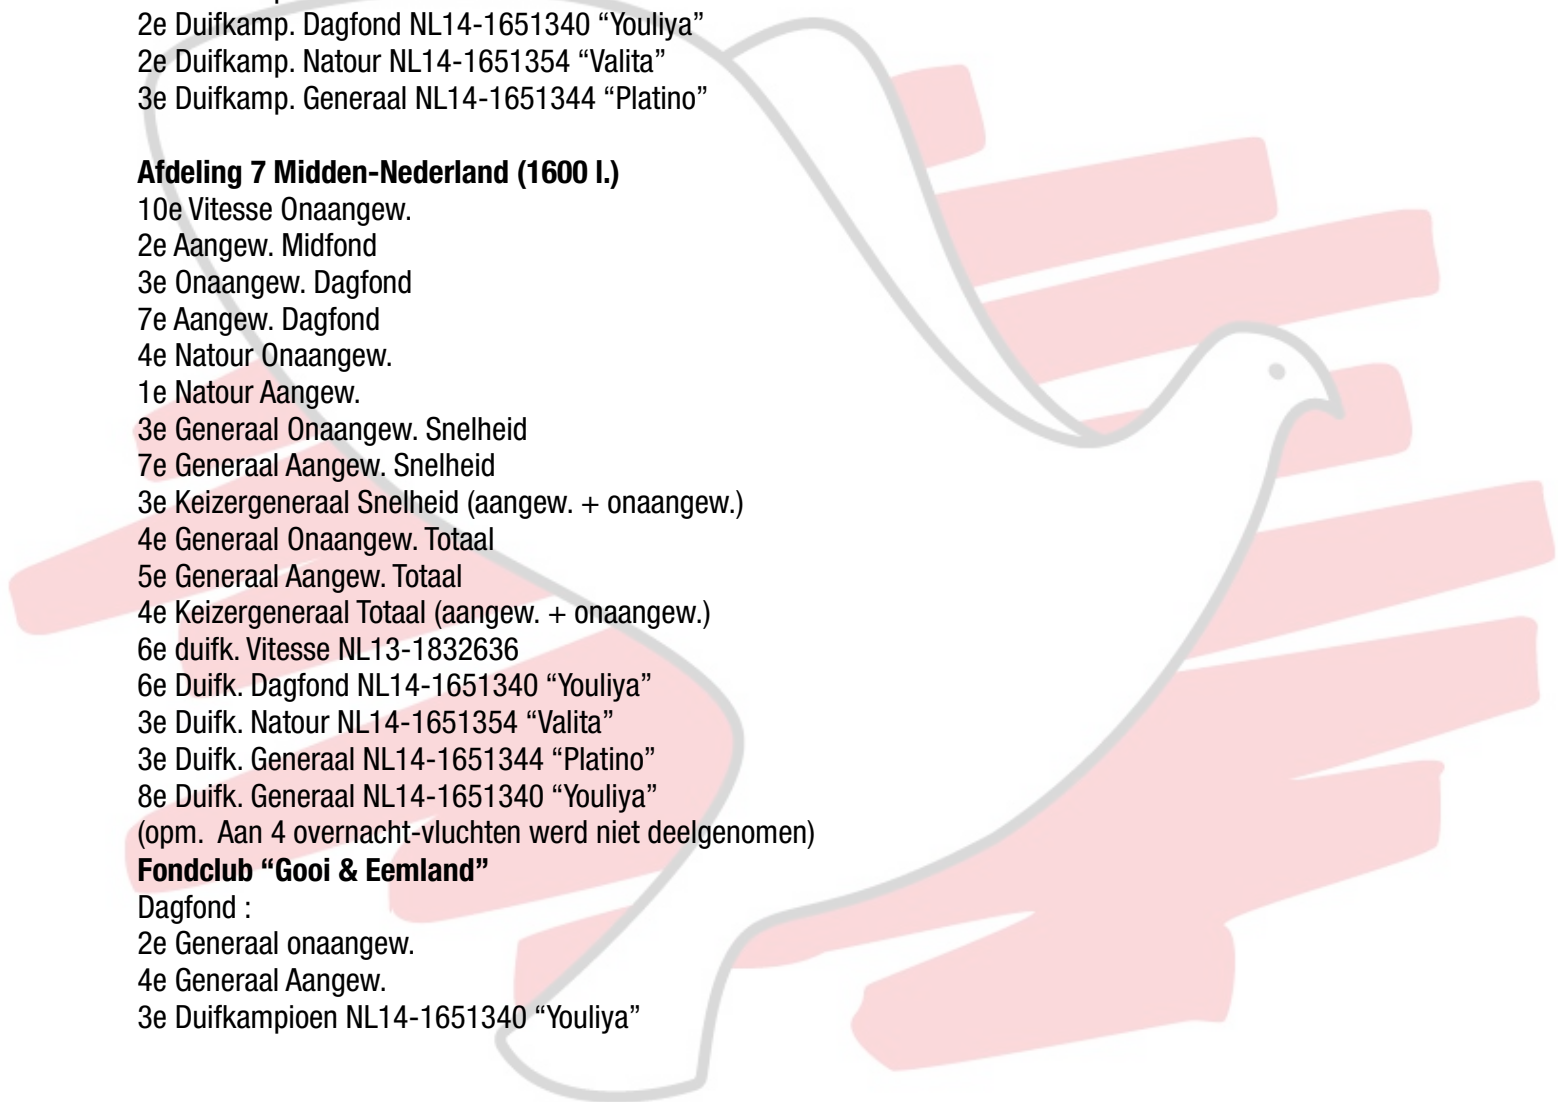 2e Duifkamp. Dagfond NL14-1651340 “Youliya”
2e Duifkamp. Natour NL14-1651354 “Valita”
3e Duifkamp. Generaal NL14-1651344 “Platino”
Afdeling 7 Midden-Nederland (1600 l.)
10e Vitesse Onaangew.
2e Aangew. Midfond
3e Onaangew. Dagfond
7e Aangew. Dagfond
4e Natour Onaangew.
1e Natour Aangew.
3e Generaal Onaangew. Snelheid
7e Generaal Aangew. Snelheid
3e Keizergeneraal Snelheid (aangew. + onaangew.)
4e Generaal Onaangew. Totaal
5e Generaal Aangew. Totaal
4e Keizergeneraal Totaal (aangew. + onaangew.)
6e duifk. Vitesse NL13-1832636
6e Duifk. Dagfond NL14-1651340 “Youliya”
3e Duifk. Natour NL14-1651354 “Valita”
3e Duifk. Generaal NL14-1651344 “Platino”
8e Duifk. Generaal NL14-1651340 “Youliya”
(opm.  Aan 4 overnacht-vluchten werd niet deelgenomen)
Fondclub “Gooi & Eemland”
Dagfond :
2e Generaal onaangew.
4e Generaal Aangew.
3e Duifkampioen NL14-1651340 “Youliya”